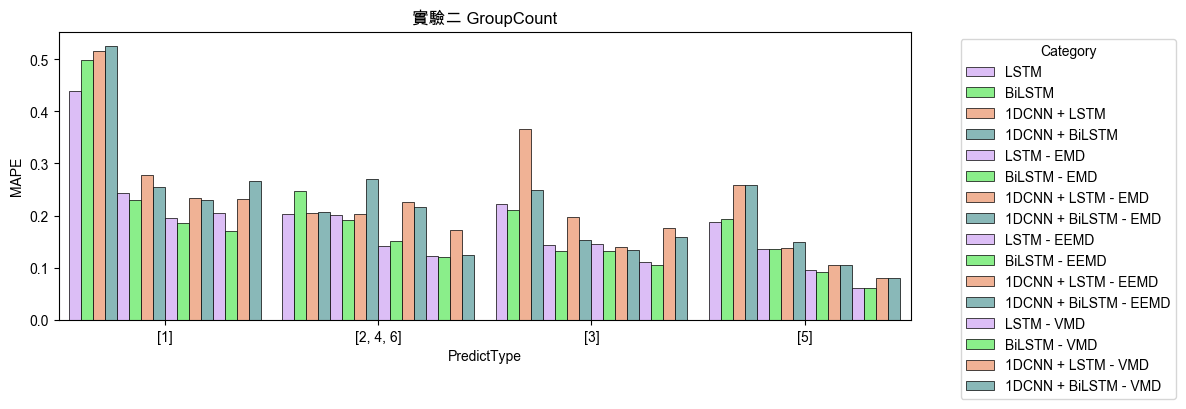 實驗二 GroupCount
MAPE
0.5
0.4
0.3
0.2
0.1
0.0
[1]
[2, 4, 6]
[3]
[5]
PredictType
Category
LSTM
BiLSTM
1DCNN + LSTM
1DCNN + BiLSTM
LSTM - EMD
BiLSTM - EMD
1DCNN + LSTM - EMD
1DCNN + BiLSTM - EMD
LSTM - EEMD
BiLSTM - EEMD
1DCNN + LSTM - EEMD
1DCNN + BiLSTM - EEMD
LSTM - VMD
BiLSTM - VMD
1DCNN + LSTM - VMD
1DCNN + BiLSTM - VMD